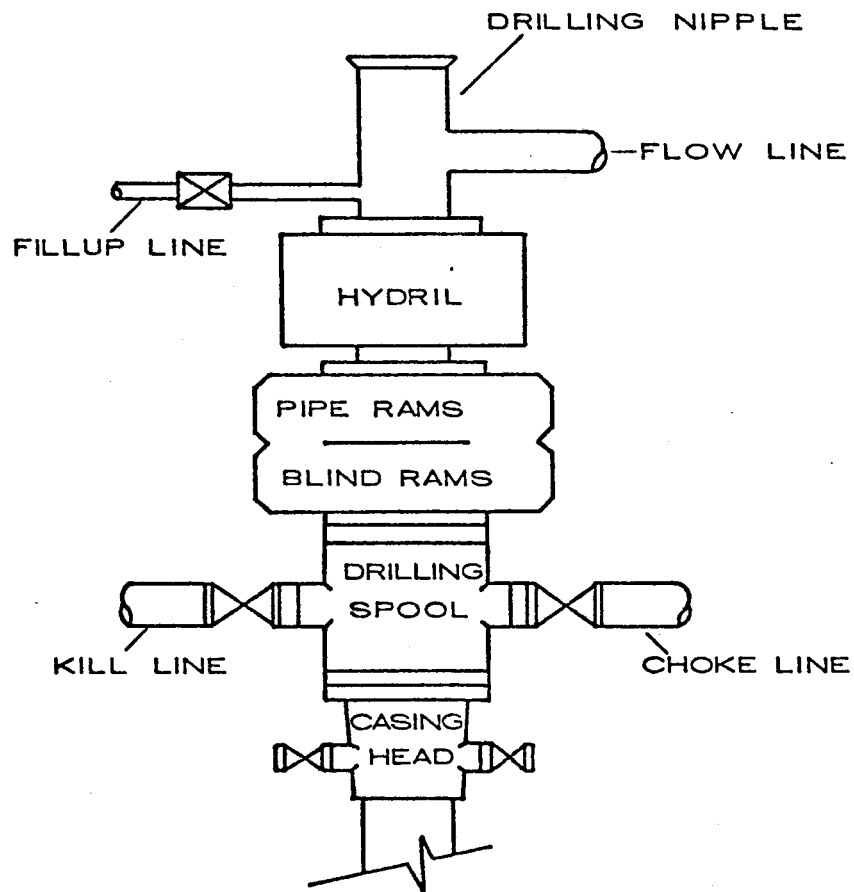 DRILLING NIPPLE
FLOW LINE
FILLUP LINE
HYDRIL
PIPE RAMS
BLIND RAMS
DRILLING
SPOOL
KILL LINE
CHOKE LINE
CASING
HEAD